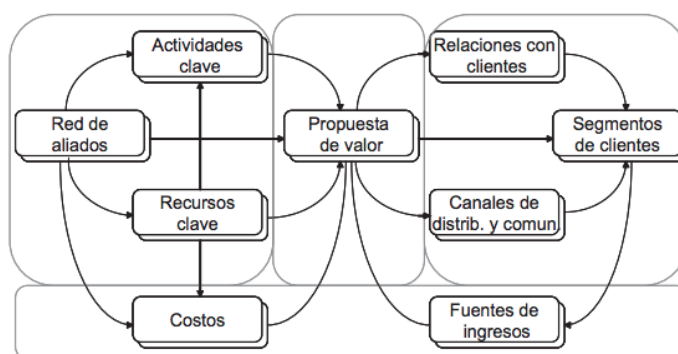 Actividades
clave
Relaciones con
clientes
Red de
aliados
Propuesta
de valor
Segmentos
de clientes
Recursos
clave
Canales de
distrib. y comun.
Costos
Fuentes de
ingresos